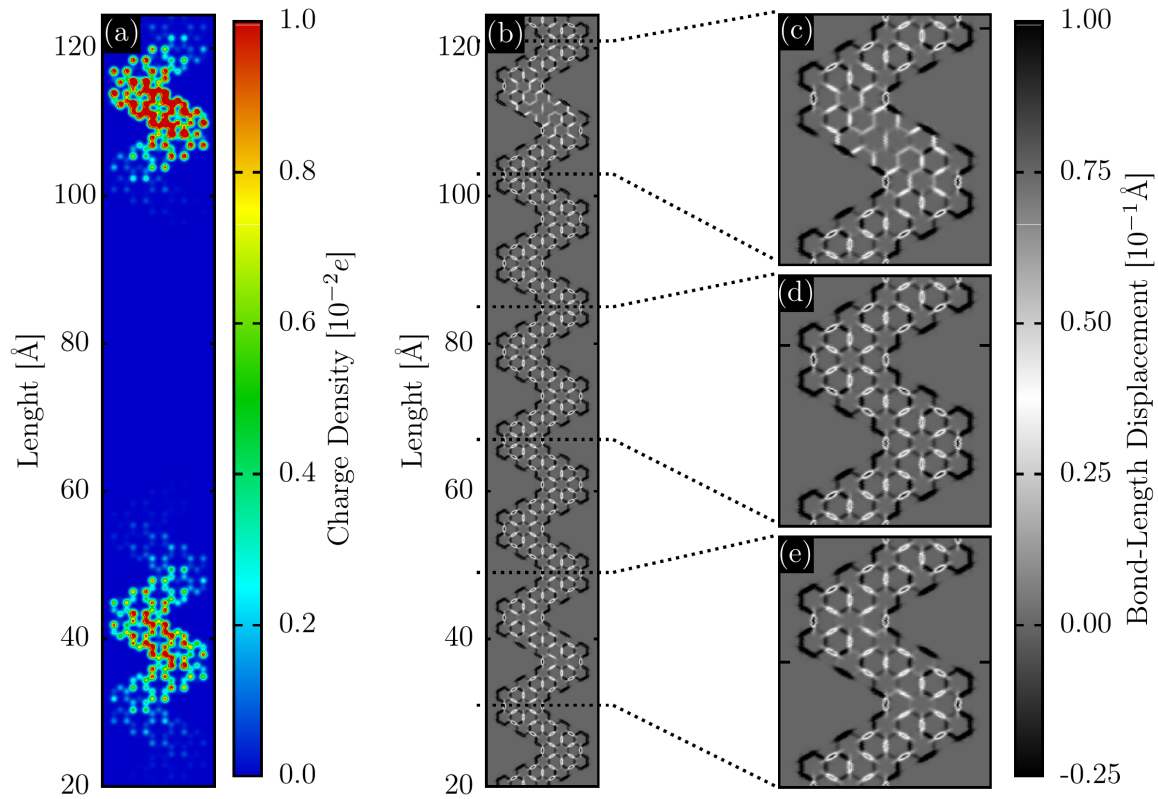 (a)
120
100
80
60
40
20
Lenght [Å]
1.0
0.8
0.6
0.4
0.2
0.0
Charge Density [10⁻²e]
(b)
120
100
80
60
40
20
Lenght [Å]
(c)
(d)
(e)
1.00
0.75
0.50
0.25
0.00
-0.25
Bond-Length Displacement [10⁻¹Å]